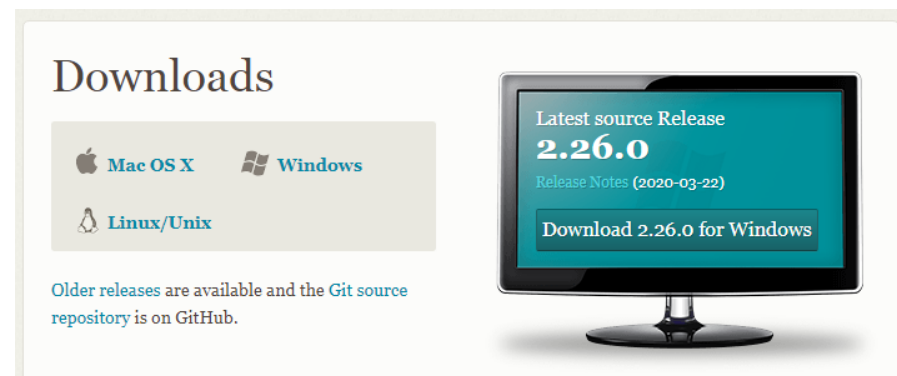 Downloads
Mac OS X
Windows
Linux/Unix
Older releases are available and the Git source
repository is on GitHub.
Latest source Release
2.26.0
Release Notes (2020-03-22)
Download 2.26.0 for Windows